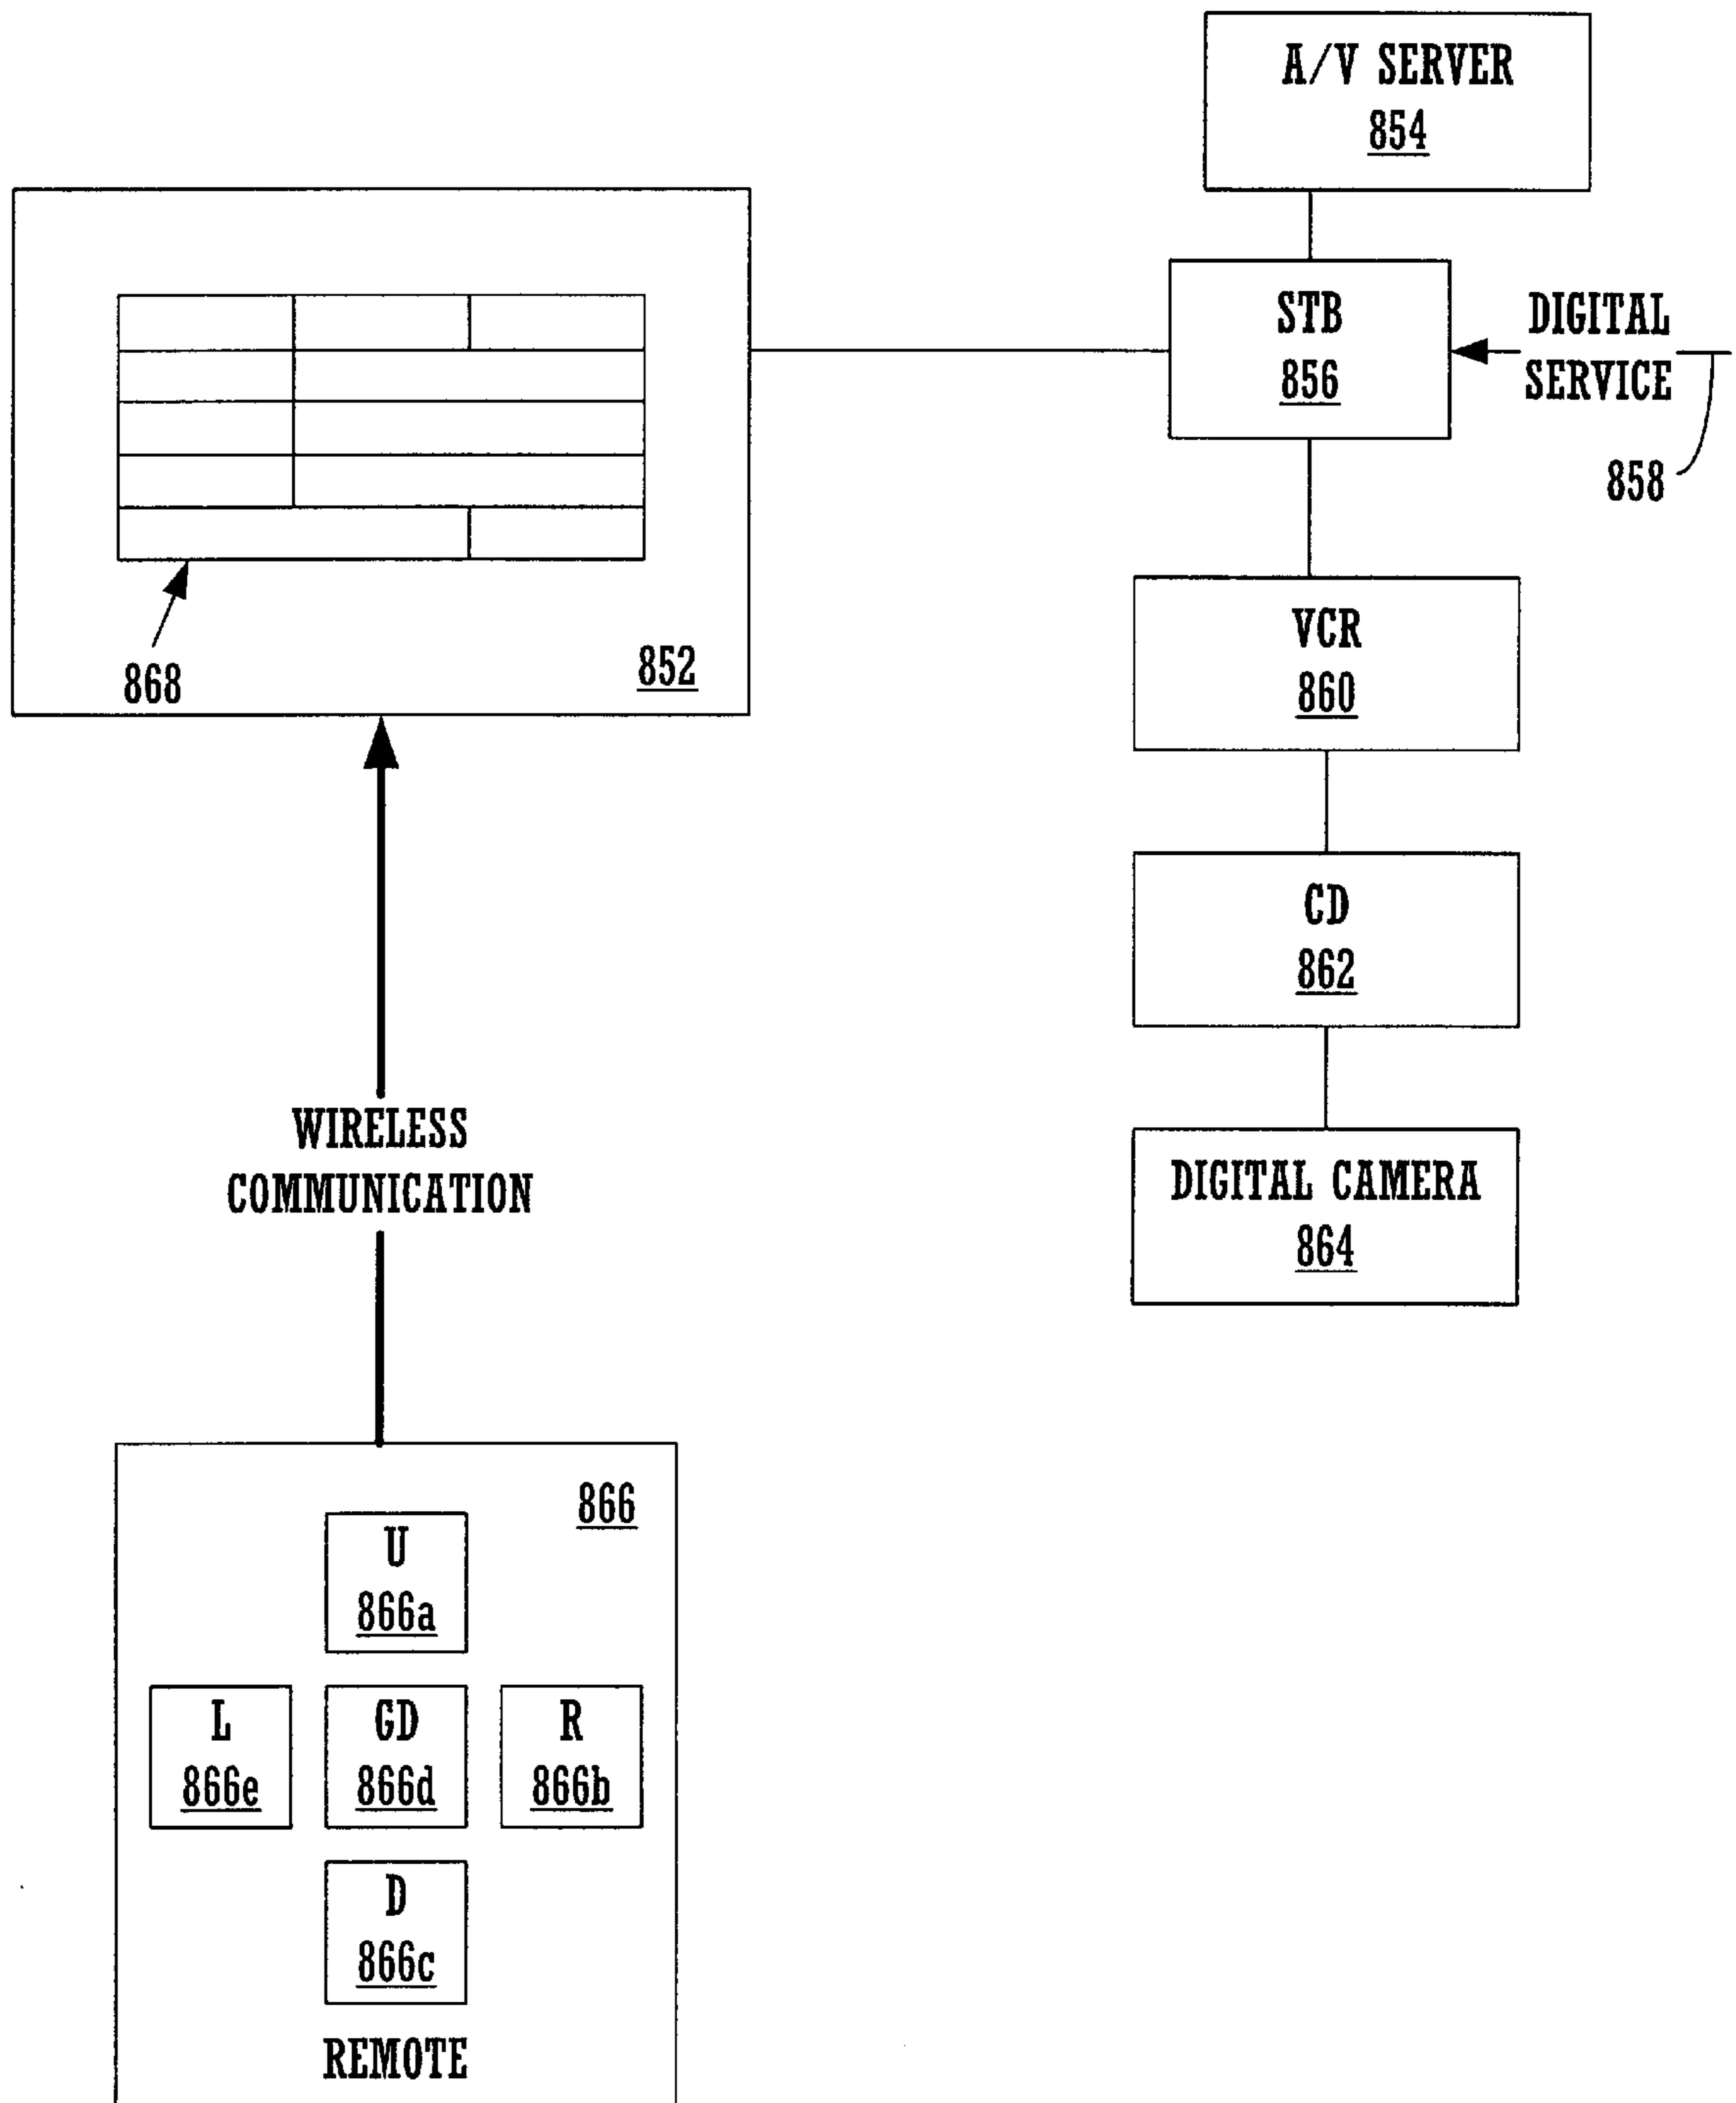 A/V SERVER
854
STB
856
DIGITAL
SERVICE
858
868
852
VCR
860
CD
862
WIRELESS
COMMUNICATION
DIGITAL CAMERA
864
866
U
866a
L
866e
GD
866d
R
866b
D
866c
REMOTE